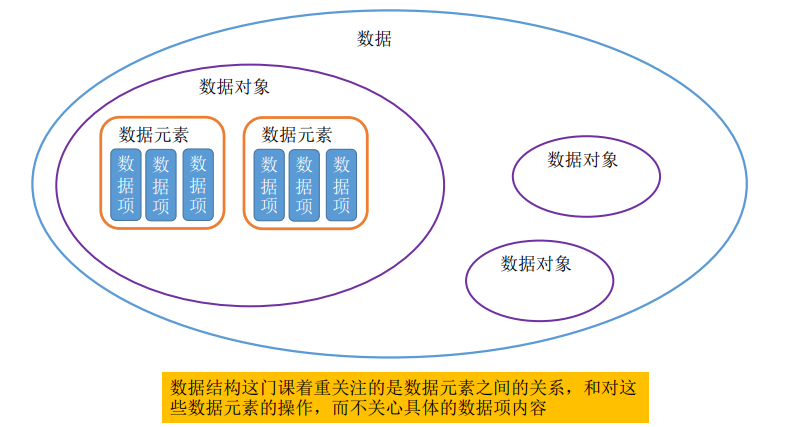 数据
数据对象
数据元素
数据项
数据项
数据项
数据元素
数据项
数据项
数据项
数据对象
数据对象
数据结构这门课着重关注的是数据元素之间的关系，和对这
些数据元素的操作，而不关心具体的数据项内容